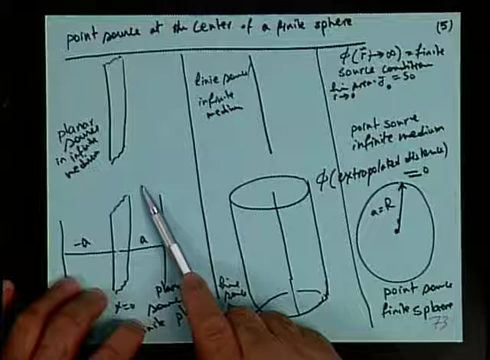 point source at the center of a finite sphere
(5)
planar
source
in infinite
medium
line source
infinite
medium
ϕ(r→∞) = finite
source condition
lim area·J = S0
r→0
point source
infinite medium
ϕ(extrapolated distance)
= 0
-a
a
x=0
source
line
a=R
point source
finite sphere
73